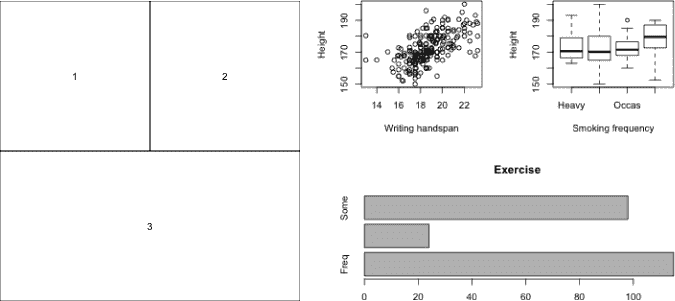 1
2
3
Height
150
170
190
14 16 18 20 22
Writing handspan
Height
150
170
190
Heavy Occas
Smoking frequency
Exercise
Some
Freq
0 20 40 60 80 100